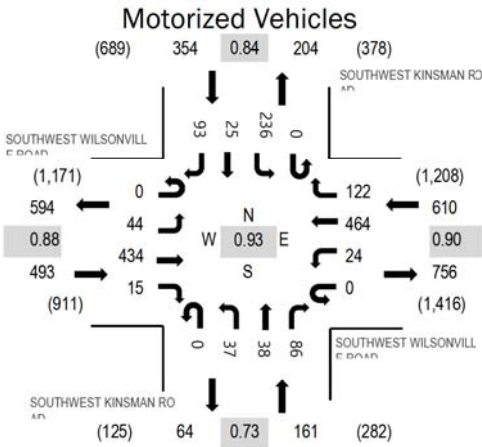 Motorized Vehicles
(689) 354 0.84 204 (378)
SOUTHWEST KINSMAN RO
SOUTHWEST WILSONVILL
E ROAD
93 25 236 0
(1,171) 0 122 (1,208)
594 44 N 464 610
0.88 W 0.93 E 0.90
493 434 S 24 756
(911) 15 0 (1,416)
0 37 38 86
SOUTHWEST WILSONVILL
E ROAD
SOUTHWEST KINSMAN RO
(125) 64 0.73 161 (282)